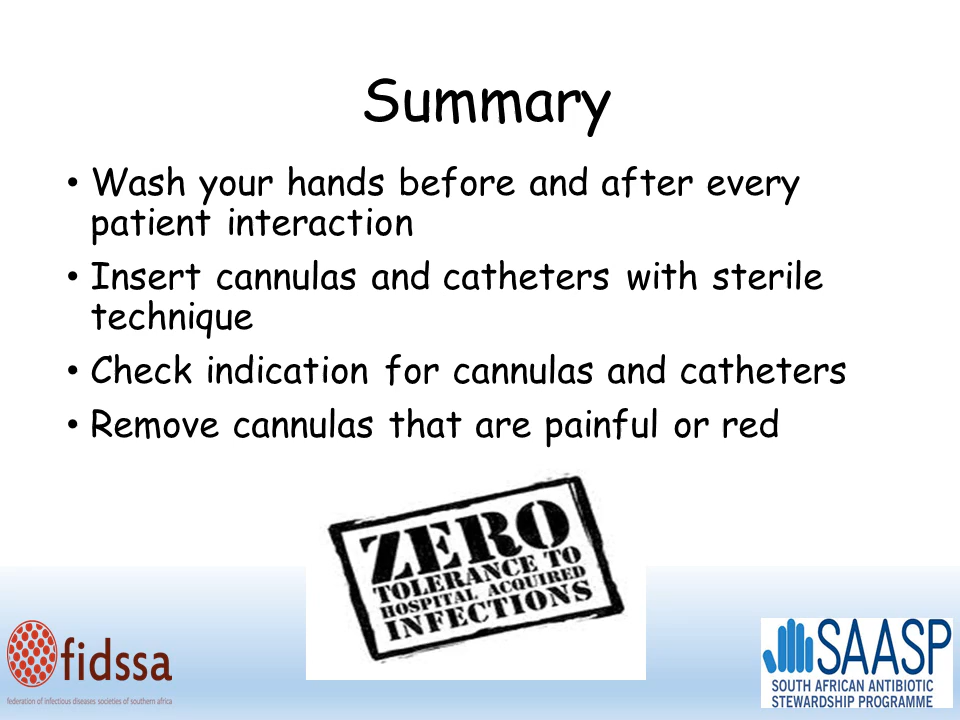 Summary
• Wash your hands before and after every
patient interaction
• Insert cannulas and catheters with sterile
technique
• Check indication for cannulas and catheters
• Remove cannulas that are painful or red
ZERO
TOLERANCE TO
HOSPITAL ACQUIRED
INFECTIONS
fidssa
federation of infectious diseases societies of southern africa
SAASP
SOUTH AFRICAN ANTIBIOTIC
STEWARDSHIP PROGRAMME